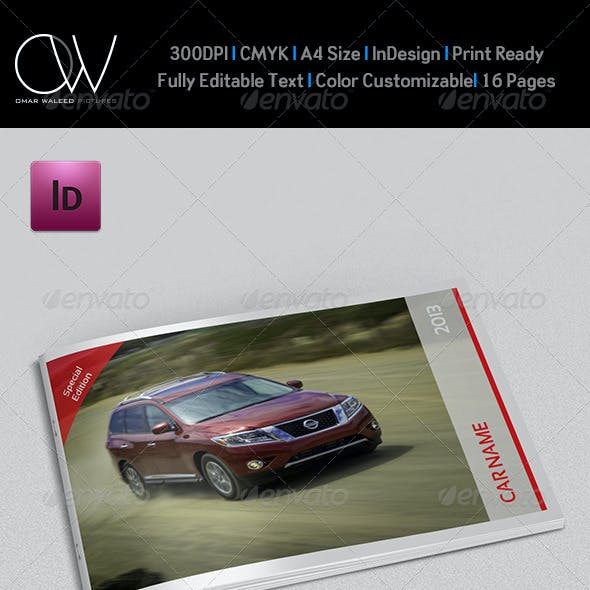 OW
OMAR WALEED PICTURES
300DPI | CMYK | A4 Size | InDesign | Print Ready
Fully Editable Text | Color Customizable | 16 Pages
envato
envato
envato
ID
envato
envato
envato
2013
Special
Edition
CAR NAME
envato
envato
envato